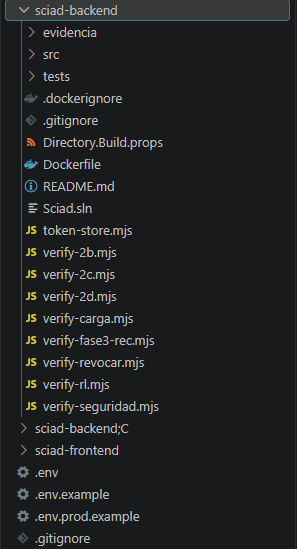 sciad-backend
evidencia
src
tests
.dockerignore
.gitignore
Directory.Build.props
Dockerfile
README.md
Sciad.sln
JS token-store.mjs
JS verify-2b.mjs
JS verify-2c.mjs
JS verify-2d.mjs
JS verify-carga.mjs
JS verify-fase3-rec.mjs
JS verify-revocar.mjs
JS verify-rl.mjs
JS verify-seguridad.mjs
sciad-backend;C
sciad-frontend
.env
.env.example
.env.prod.example
.gitignore